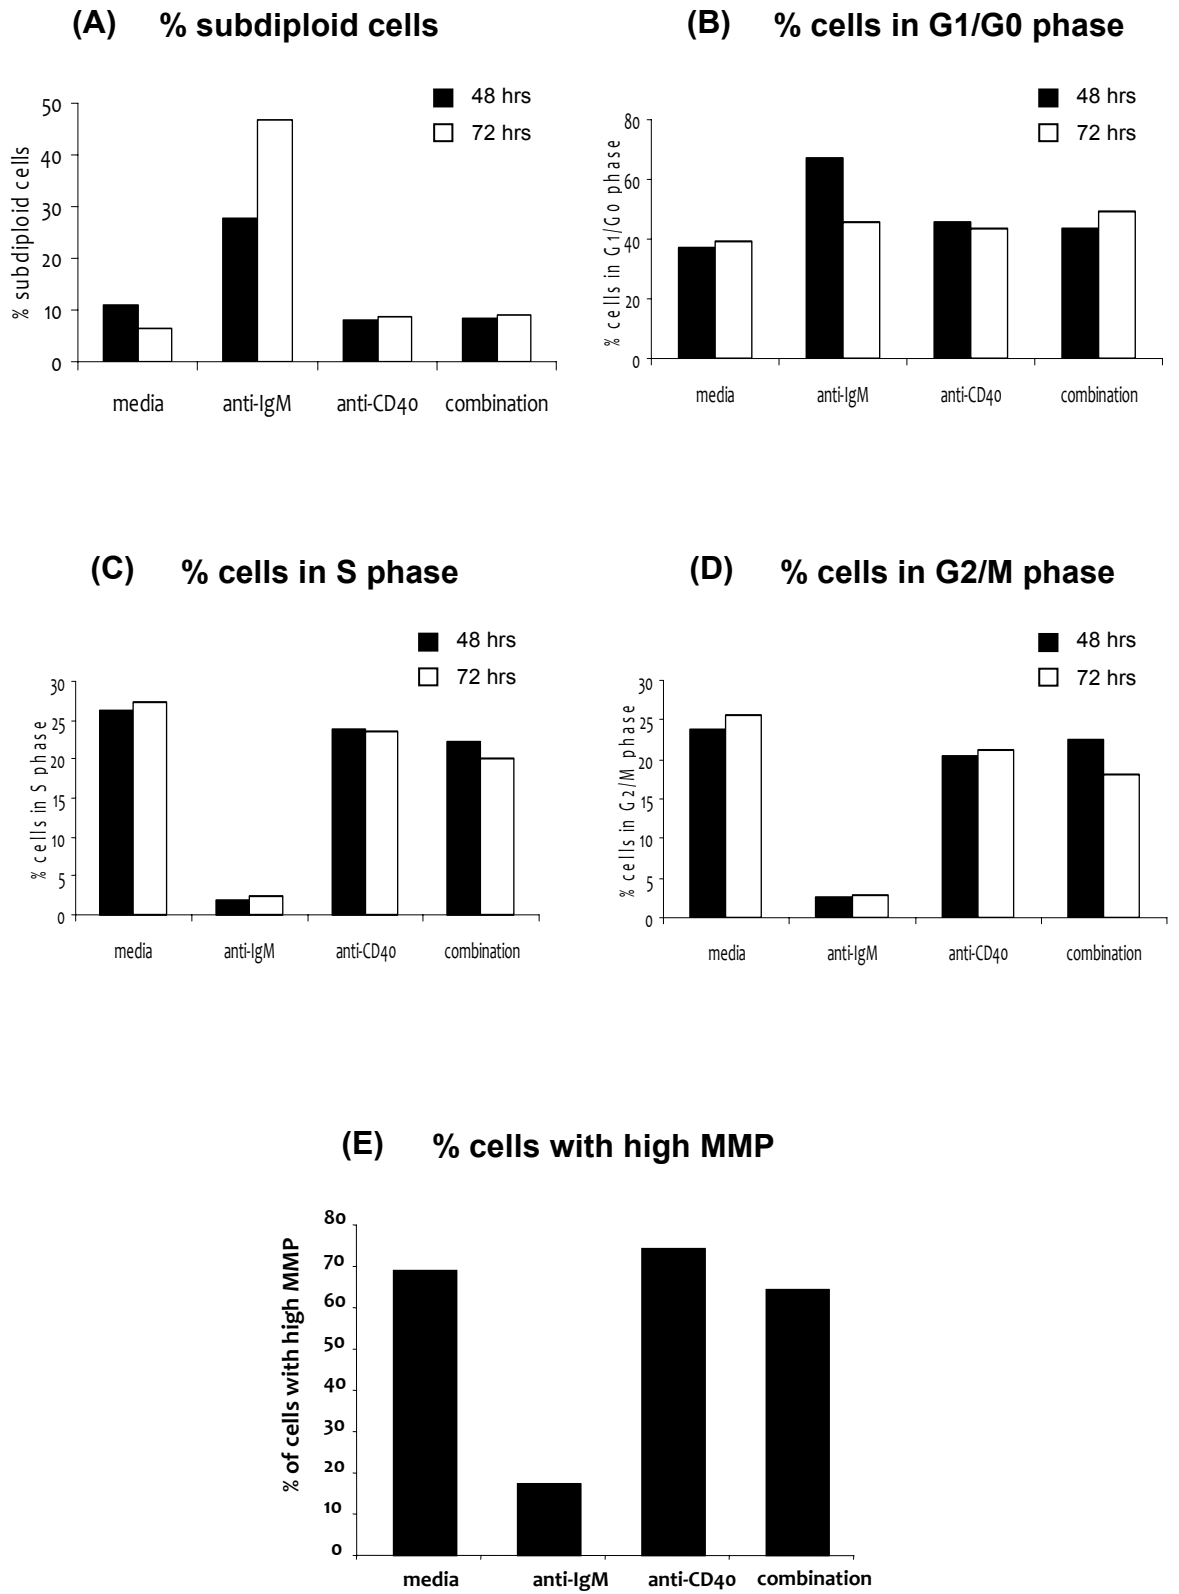 (A) % subdiploid cells
48 hrs
72 hrs
% subdiploid cells
50
40
30
20
10
0
media anti-IgM anti-CD40 combination
(B) % cells in G1/G0 phase
48 hrs
72 hrs
% cells in G1/G0 phase
80
60
40
20
0
media anti-IgM anti-CD40 combination
(C) % cells in S phase
48 hrs
72 hrs
% cells in S phase
30
25
20
15
10
5
0
media anti-IgM anti-CD40 combination
(D) % cells in G2/M phase
48 hrs
72 hrs
% cells in G2/M phase
30
25
20
15
10
5
0
media anti-IgM anti-CD40 combination
(E) % cells with high MMP
% of cells with high MMP
80
70
60
50
40
30
20
10
0
media anti-IgM anti-CD40 combination